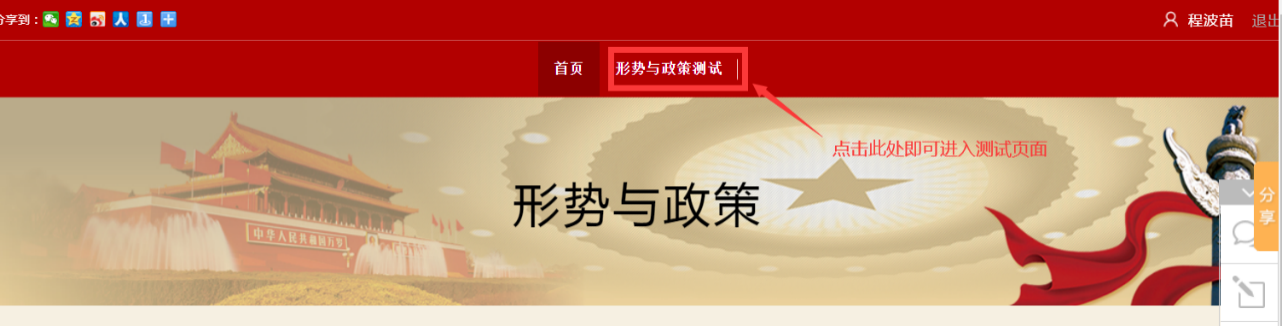 分享到：
程波苗 退出
首页 形势与政策测试
点击此处即可进入测试页面
形势与政策
中华人民共和国万岁
分享